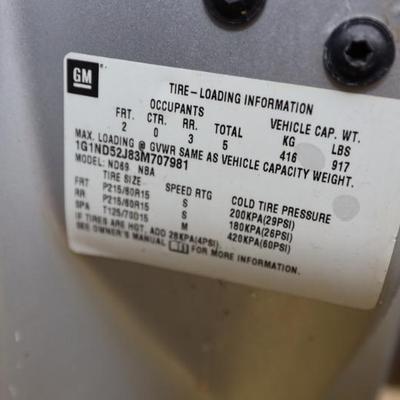 GM
TIRE-LOADING INFORMATION
OCCUPANTS VEHICLE CAP. WT.
FRT. CTR. RR. TOTAL KG LBS
2 0 3 5 416 917
MAX. LOADING @ GVWR SAME AS VEHICLE CAPACITY WEIGHT.
1G1ND52J83M707981
MODEL: ND69 NBA
TIRE SIZE SPEED RTG COLD TIRE PRESSURE
FRT P215/60R15 S 200KPA(29PSI)
RR P215/60R15 S 180KPA(26PSI)
SPA T125/70D15 M 420KPA(60PSI)
IF TIRES ARE HOT, ADD 28KPA(4PSI)
SEE OWNER'S MANUAL FOR MORE INFORMATION.